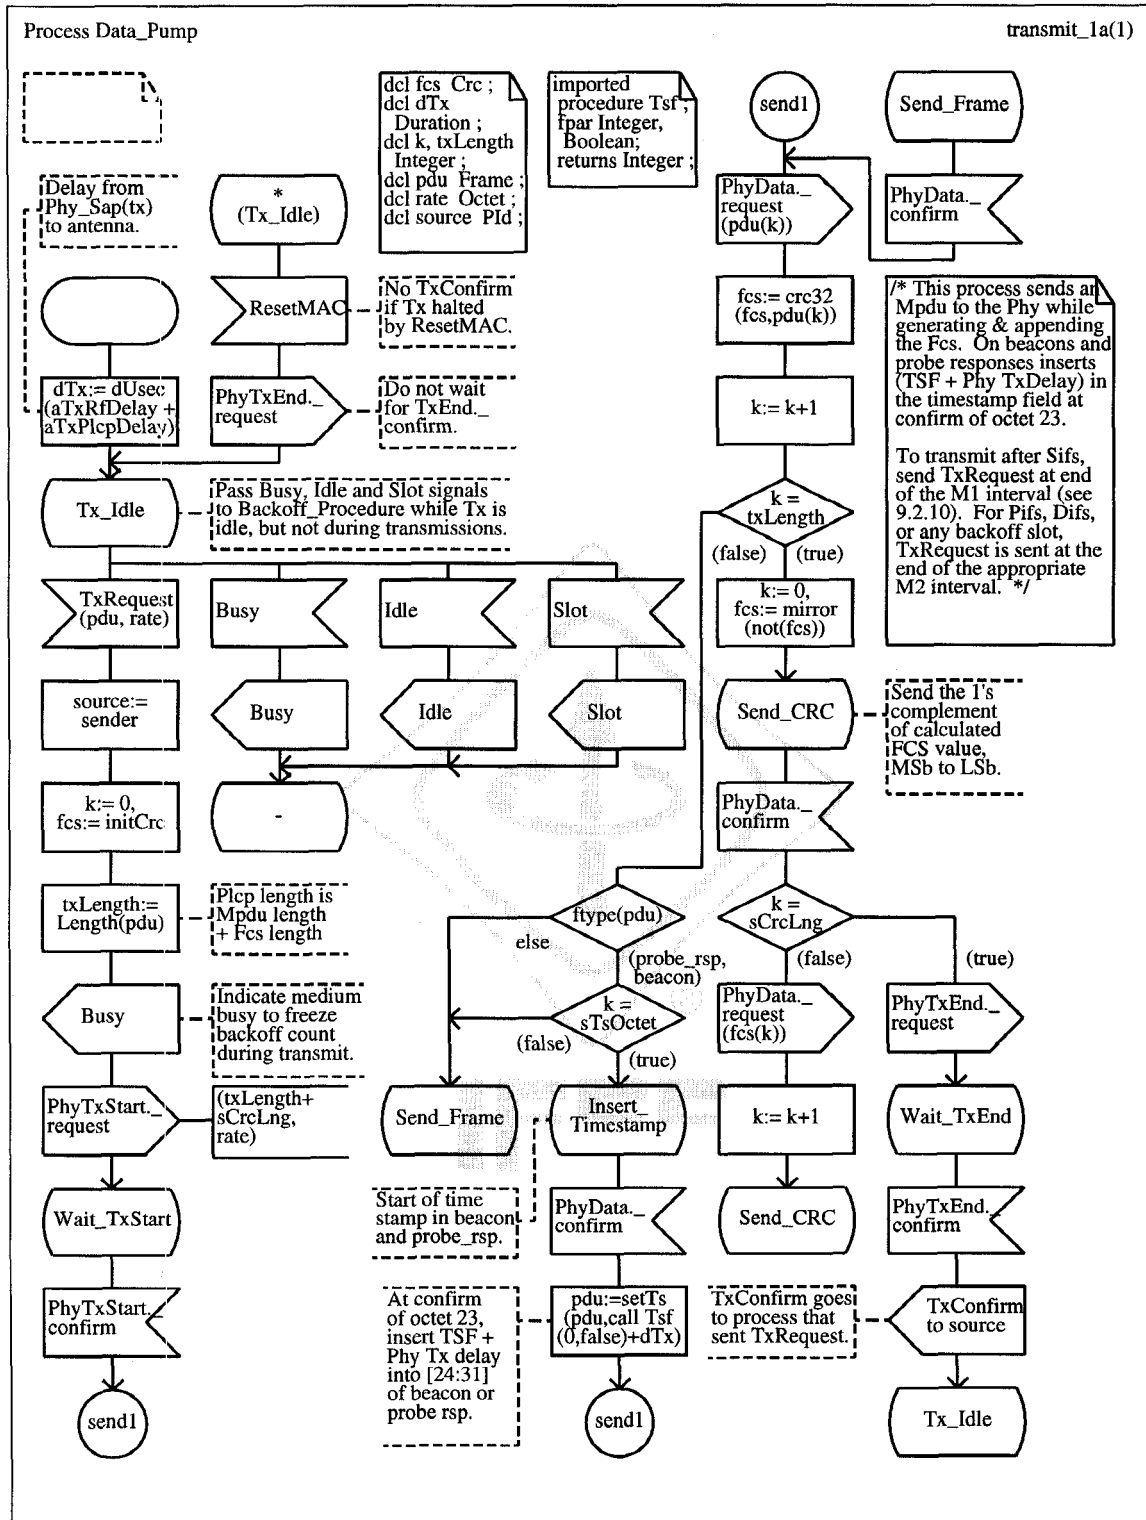 Process Data_Pump
transmit_1a(1)
dcl fcs Crc ;
dcl dTx
Duration ;
dcl k, txLength
Integer ;
dcl pdu Frame ;
dcl rate Octet ;
dcl source PId ;
imported
procedure Tsf ;
fpar Integer,
Boolean;
returns Integer ;
send1
Send_Frame
Delay from
Phy_Sap(tx)
to antenna.
*
(Tx_Idle)
PhyData._
request
(pdu(k))
PhyData._
confirm
ResetMAC
No TxConfirm
if Tx halted
by ResetMAC.
fcs:= crc32
(fcs,pdu(k))
/* This process sends an
Mpdu to the Phy while
generating & appending
the Fcs. On beacons and
probe responses inserts
(TSF + Phy TxDelay) in
the timestamp field at
confirm of octet 23.
To transmit after Sifs,
send TxRequest at end
of the M1 interval (see
9.2.10). For Pifs, Difs,
or any backoff slot,
TxRequest is sent at the
end of the appropriate
M2 interval. */
dTx:= dUsec
(aTxRfDelay +
aTxPlcpDelay)
PhyTxEnd._
request
Do not wait
for TxEnd._
confirm.
k:= k+1
Tx_Idle
Pass Busy, Idle and Slot signals
to Backoff_Procedure while Tx is
idle, but not during transmissions.
k =
txLength
(false)
(true)
TxRequest
(pdu, rate)
Busy
Idle
Slot
k:= 0,
fcs:= mirror
(not(fcs))
source:=
sender
Busy
Idle
Slot
Send_CRC
Send the 1's
complement
of calculated
FCS value,
MSb to LSb.
k:= 0,
fcs:= initCrc
-
PhyData._
confirm
txLength:=
Length(pdu)
Plcp length is
Mpdu length
+ Fcs length
ftype(pdu)
else
(probe_rsp,
beacon)
k =
sCrcLng
(false)
(true)
Busy
Indicate medium
busy to freeze
backoff count
during transmit.
k =
sTsOctet
(false)
(true)
PhyData._
request
(fcs(k))
PhyTxEnd._
request
PhyTxStart._
request
(txLength+
sCrcLng,
rate)
Send_Frame
Insert_
Timestamp
k:= k+1
Wait_TxEnd
Wait_TxStart
Start of time
stamp in beacon
and probe_rsp.
PhyData._
confirm
Send_CRC
PhyTxEnd._
confirm
PhyTxStart._
confirm
At confirm
of octet 23,
insert TSF +
Phy Tx delay
into [24:31]
of beacon or
probe rsp.
pdu:=setTs
(pdu,call Tsf
(0,false)+dTx)
TxConfirm goes
to process that
sent TxRequest.
TxConfirm
to source
send1
send1
Tx_Idle